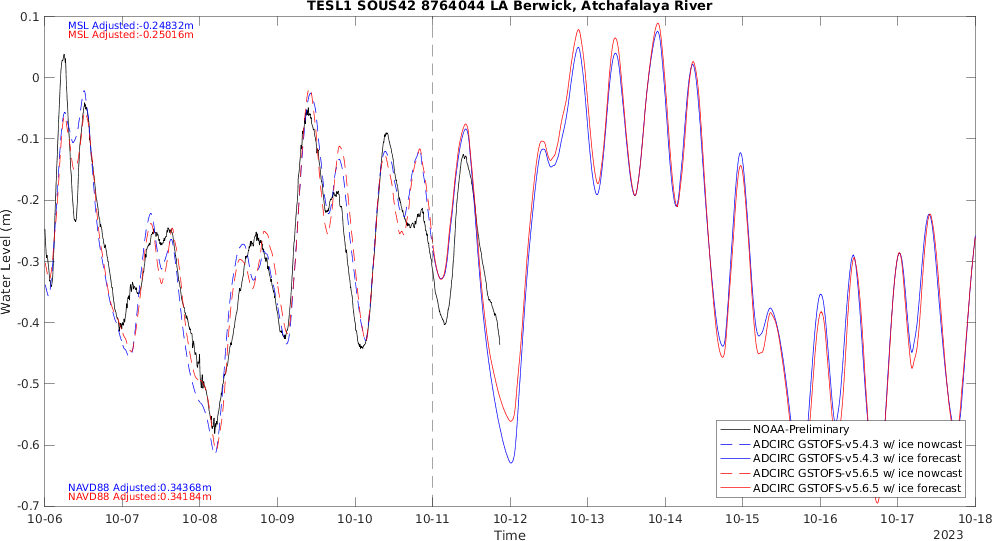 TESL1 SOUS42 8764044 LA Berwick, Atchafalaya River
MSL Adjusted:-0.24832m
MSL Adjusted:-0.25016m
0.1
0
-0.1
-0.2
-0.3
-0.4
-0.5
-0.6
-0.7
Water Level (m)
NAVD88 Adjusted:0.34368m
NAVD88 Adjusted:0.34184m
NOAA-Preliminary
ADCIRC GSTOFS-v5.4.3 w/ ice nowcast
ADCIRC GSTOFS-v5.4.3 w/ ice forecast
ADCIRC GSTOFS-v5.6.5 w/ ice nowcast
ADCIRC GSTOFS-v5.6.5 w/ ice forecast
10-06 10-07 10-08 10-09 10-10 10-11 10-12 10-13 10-14 10-15 10-16 10-17 10-18
Time
2023